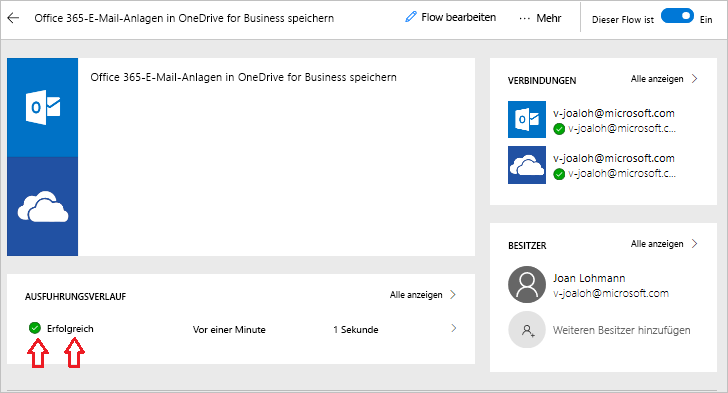 Office 365-E-Mail-Anlagen in OneDrive for Business speichern
Flow bearbeiten
··· Mehr
Dieser Flow ist
Ein
Office 365-E-Mail-Anlagen in OneDrive for Business speichern
VERBINDUNGEN
Alle anzeigen
v-joaloh@microsoft.com
v-joaloh@microsoft.c...
v-joaloh@microsoft.com
v-joaloh@microsoft.c...
BESITZER
Alle anzeigen
Joan Lohmann
v-joaloh@microsoft.com
Weiteren Besitzer hinzufügen
AUSFÜHRUNGSVERLAUF
Alle anzeigen
Erfolgreich
Vor einer Minute
1 Sekunde